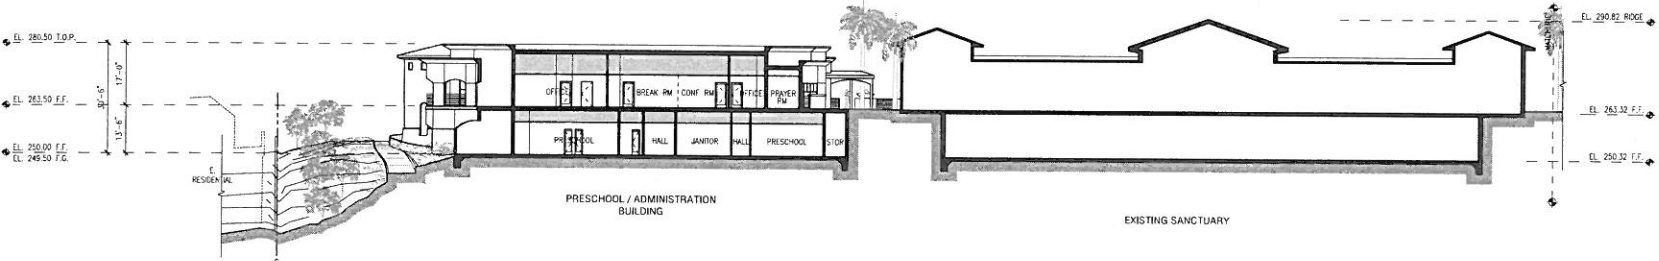 EL. 280.50 T.O.P.
17'-0"
30'-6"
EL. 263.50 F.F.
13'-6"
EL. 250.00 F.F.
EL. 249.50 F.G.
RESIDENTIAL
OFFICE
BREAK RM
CONF RM
OFFICE
PRAYER
RM
PRESCHOOL
HALL
JANITOR
HALL
PRESCHOOL
STOR
PRESCHOOL / ADMINISTRATION
BUILDING
EXISTING SANCTUARY
MATCHLINE
EL. 290.82 RIDGE
EL. 263.32 F.F.
EL. 250.32 F.F.